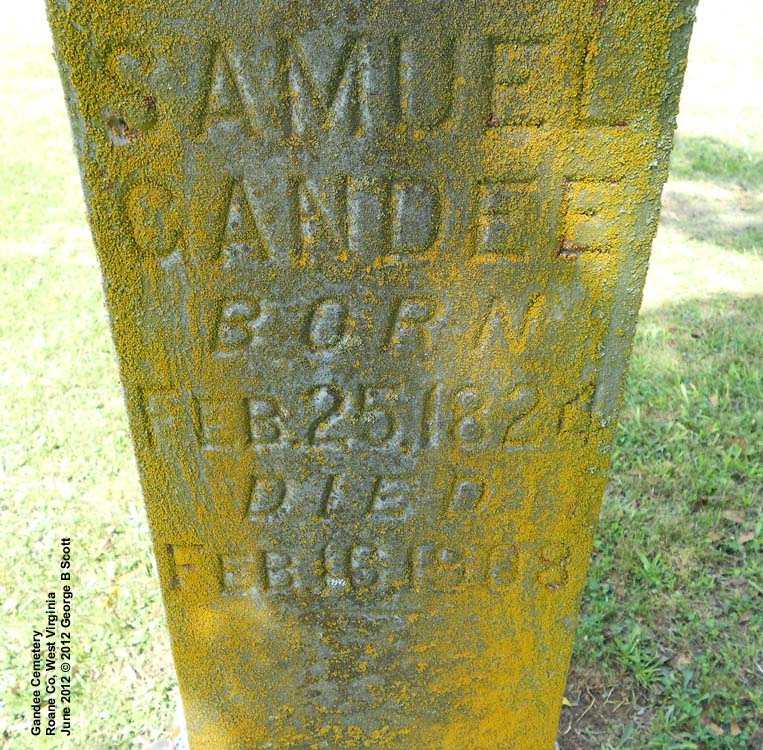 SAMUEL
GANDEE
BORN
FEB 25, 1824
DIED
FEB 16 1908
Gandee Cemetery
Roane Co, West Virginia
June 2012 © 2012 George B Scott